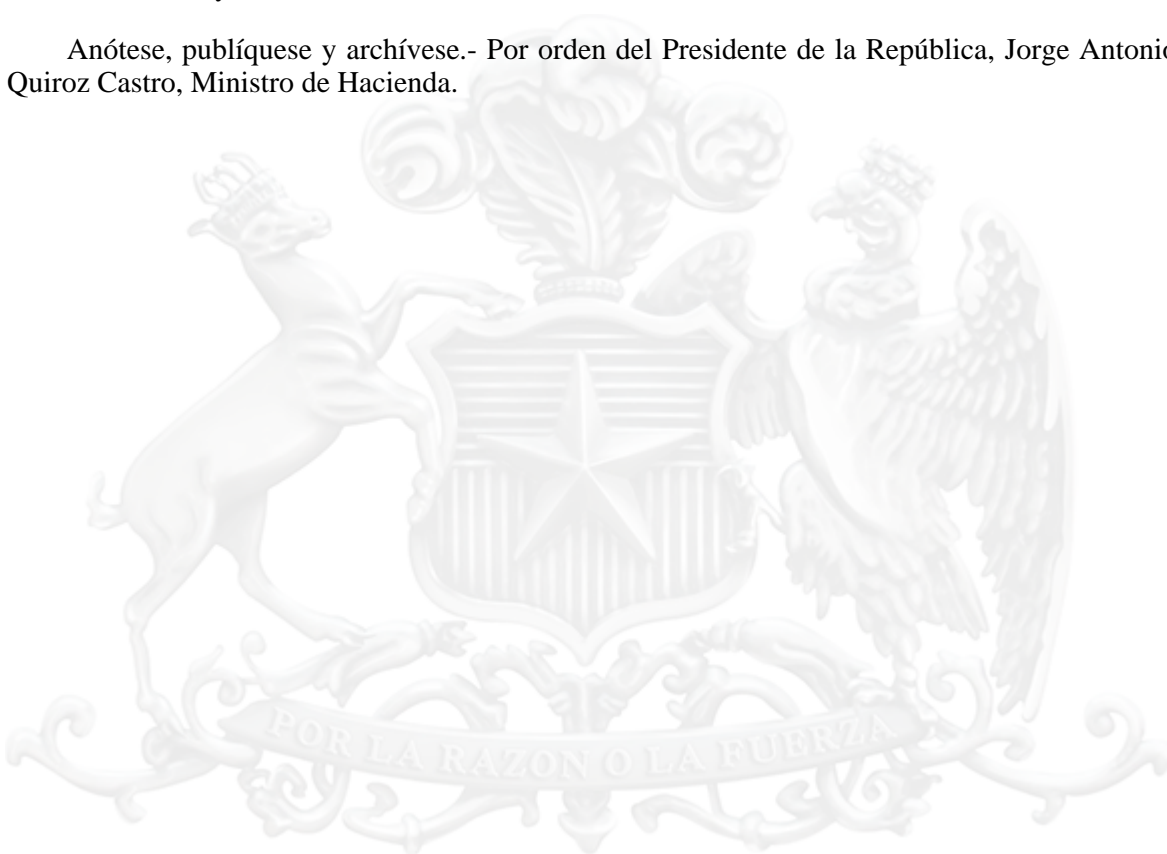 Anótese, publíquese y archívese.- Por orden del Presidente de la República, Jorge Antonio
Quiroz Castro, Ministro de Hacienda.
POR LA RAZON O LA FUERZA